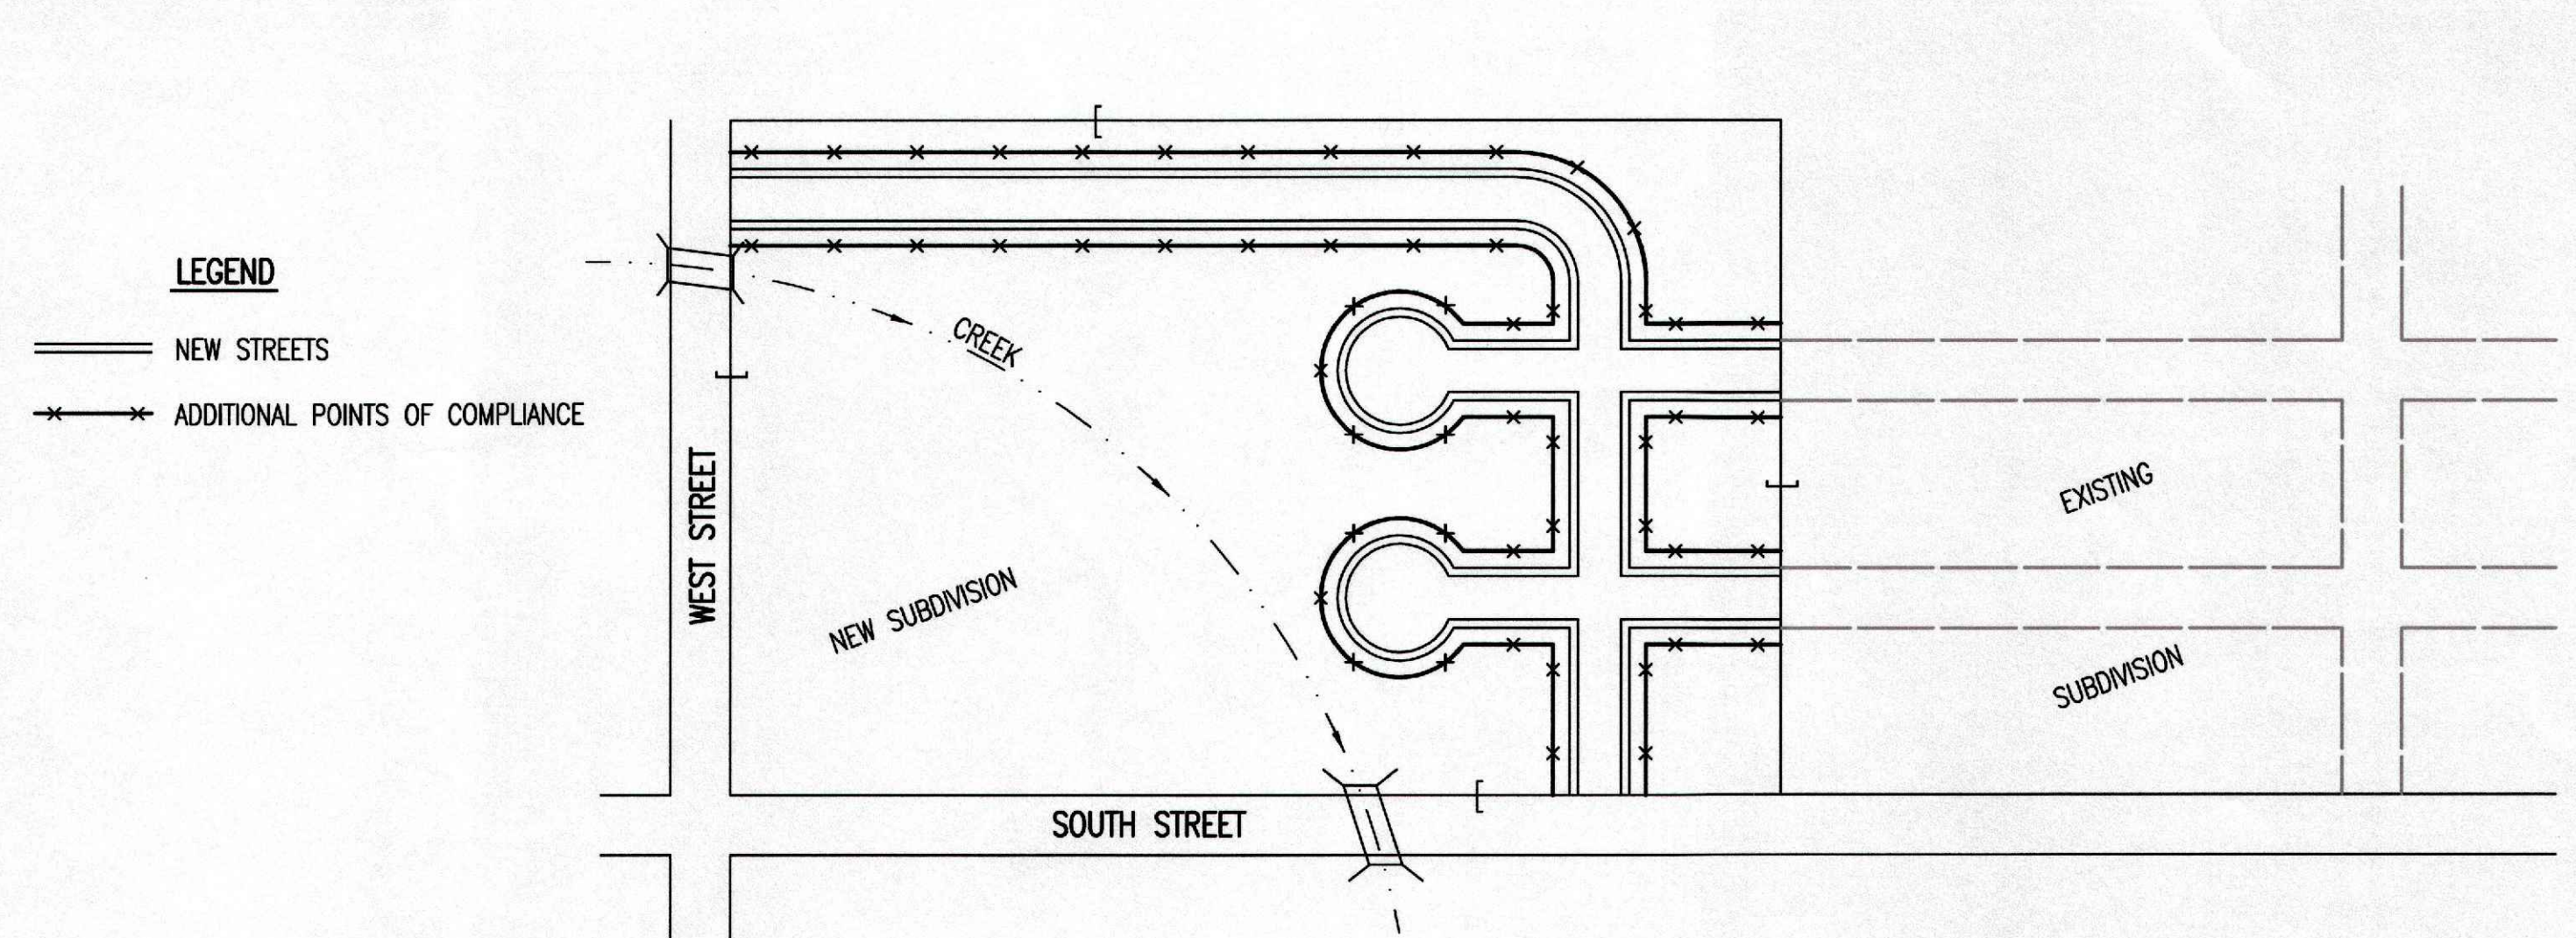 LEGEND
NEW STREETS
ADDITIONAL POINTS OF COMPLIANCE
CREEK
WEST STREET
NEW SUBDIVISION
SOUTH STREET
EXISTING
SUBDIVISION